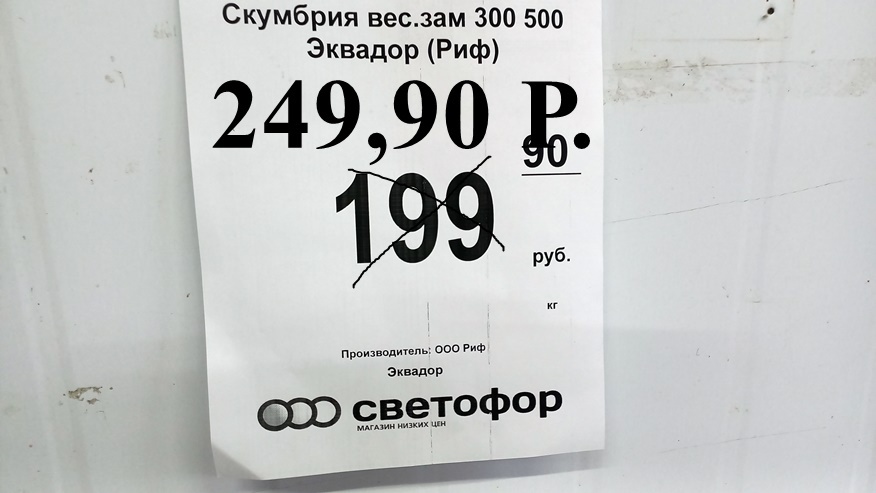 Скумбрия вес.зам 300 500
Эквадор (Риф)
249,90 Р.
90
199
руб.
кг
Производитель: ООО Риф
Эквадор
светофор
МАГАЗИН НИЗКИХ ЦЕН